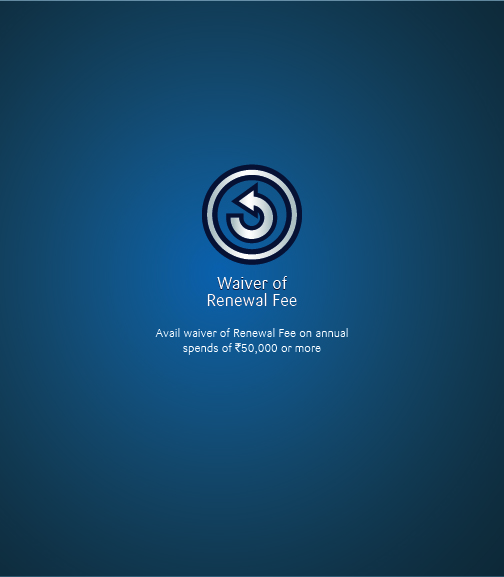 Waiver of
Renewal Fee
Avail waiver of Renewal Fee on annual
spends of ₹50,000 or more